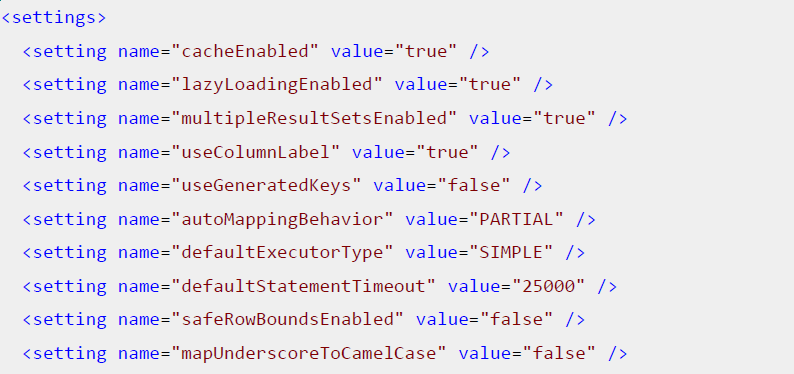 <settings>
<setting name="cacheEnabled" value="true" />
<setting name="lazyLoadingEnabled" value="true" />
<setting name="multipleResultSetsEnabled" value="true" />
<setting name="useColumnLabel" value="true" />
<setting name="useGeneratedKeys" value="false" />
<setting name="autoMappingBehavior" value="PARTIAL" />
<setting name="defaultExecutorType" value="SIMPLE" />
<setting name="defaultStatementTimeout" value="25000" />
<setting name="safeRowBoundsEnabled" value="false" />
<setting name="mapUnderscoreToCamelCase" value="false" />